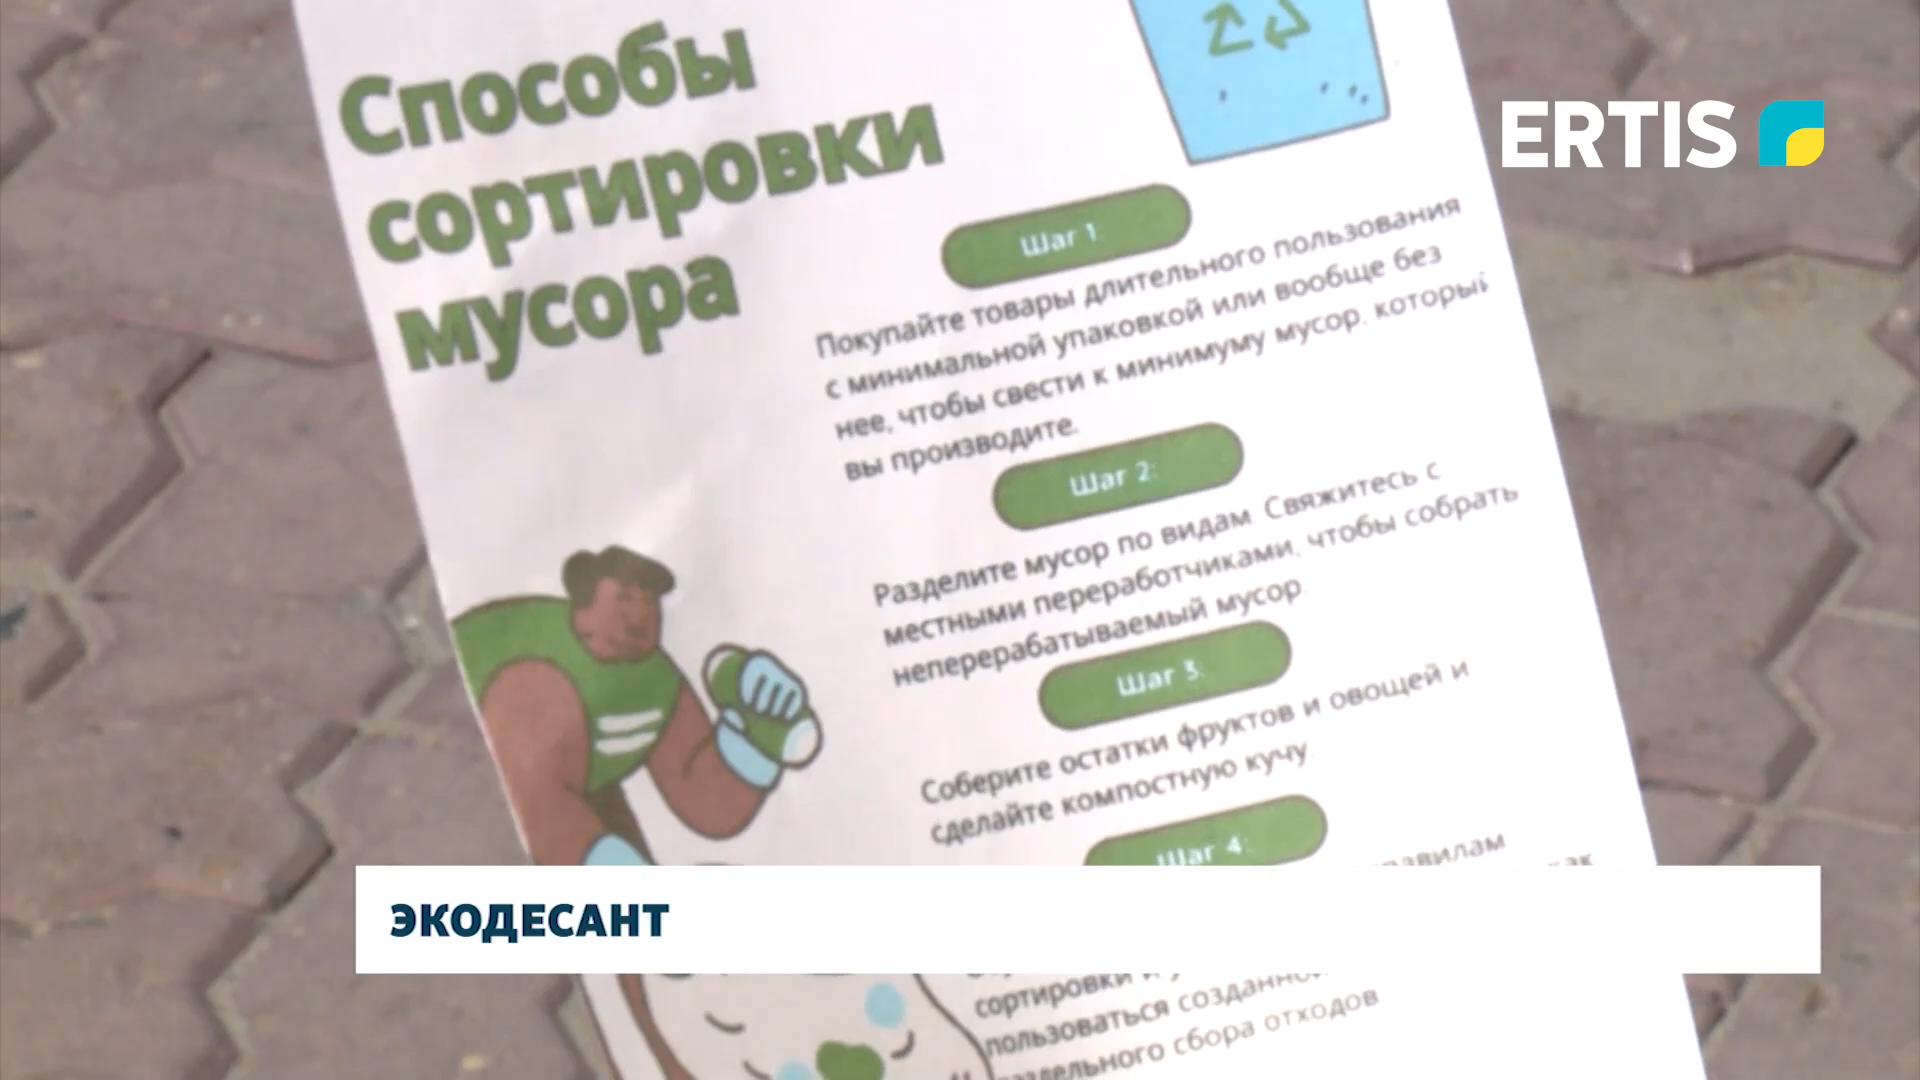 Способы
сортировки
мусора
ERTIS
Шаг 1:
Покупайте товары длительного пользования
с минимальной упаковкой или вообще без
нее, чтобы свести к минимуму мусор, который
вы производите.
Шаг 2:
Разделите мусор по видам. Свяжитесь с
местными переработчиками, чтобы собрать
неперерабатываемый мусор
Шаг 3:
Соберите остатки фруктов и овощей и
сделайте компостную кучу
Шаг 4:
ЭКОДЕСАНТ
сортировки и
пользоваться
сбора отходов